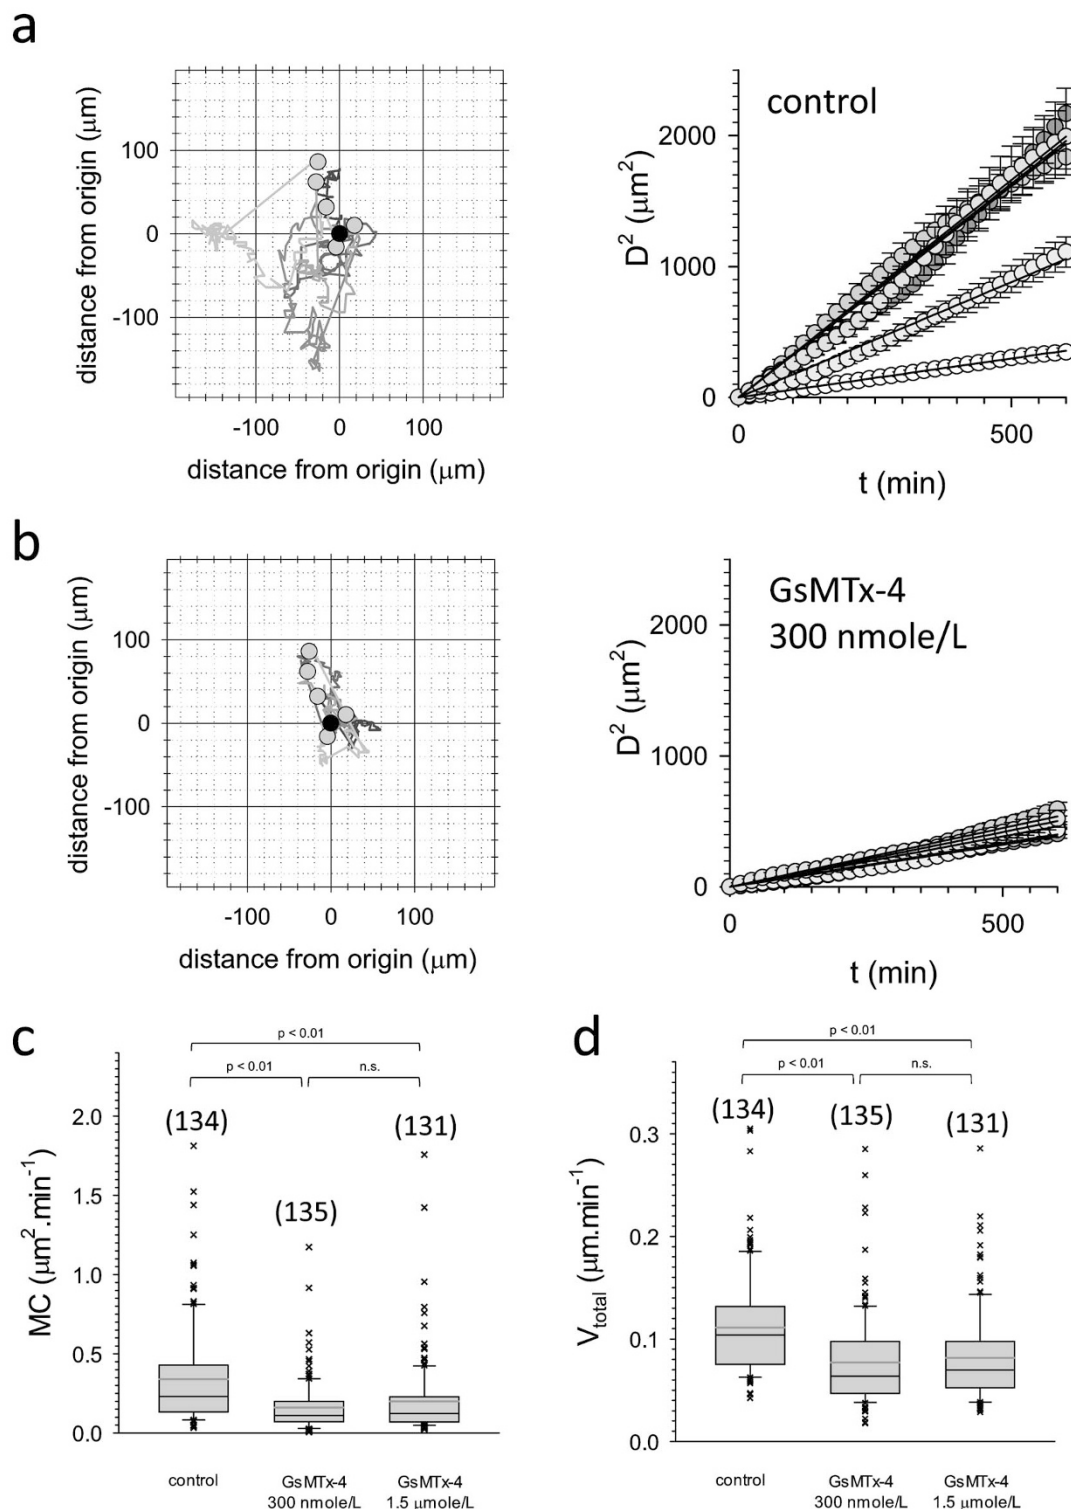 a
distance from origin (μm)
100
0
-100
-100 0 100
distance from origin (μm)
control
D² (μm²)
2000
1000
0
0 500
t (min)
b
distance from origin (μm)
100
0
-100
-100 0 100
distance from origin (μm)
GsMTx-4
300 nmole/L
D² (μm²)
2000
1000
0
0 500
t (min)
c
p < 0.01
p < 0.01 n.s.
(134) (135) (131)
MC (μm².min⁻¹)
2.0
1.5
1.0
0.5
0.0
control GsMTx-4 GsMTx-4
300 nmole/L 1.5 μmole/L
d
p < 0.01
p < 0.01 n.s.
(134) (135) (131)
V_total (μm.min⁻¹)
0.3
0.2
0.1
0.0
control GsMTx-4 GsMTx-4
300 nmole/L 1.5 μmole/L